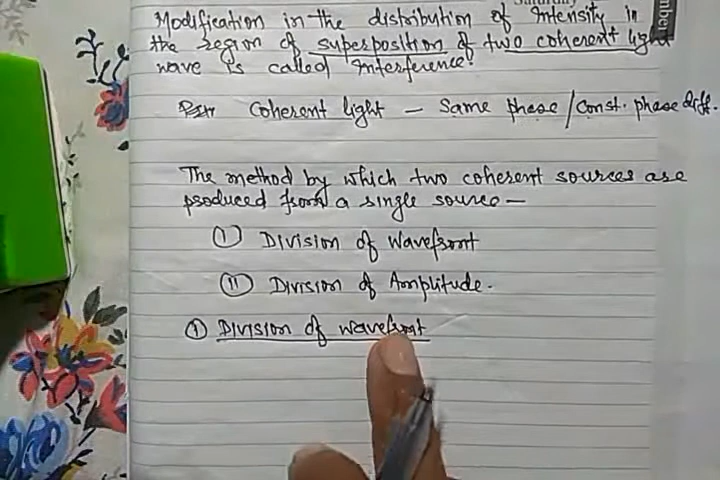 Modification in the distribution of Intensity in
the region of superposition of two coherent light
wave is called Interference.
Coherent light – Same phase / const. phase diff.
The method by which two coherent sources are
produced from a single source –
(I) Division of Wavefront
(II) Division of Amplitude.
(I) Division of Wavefront